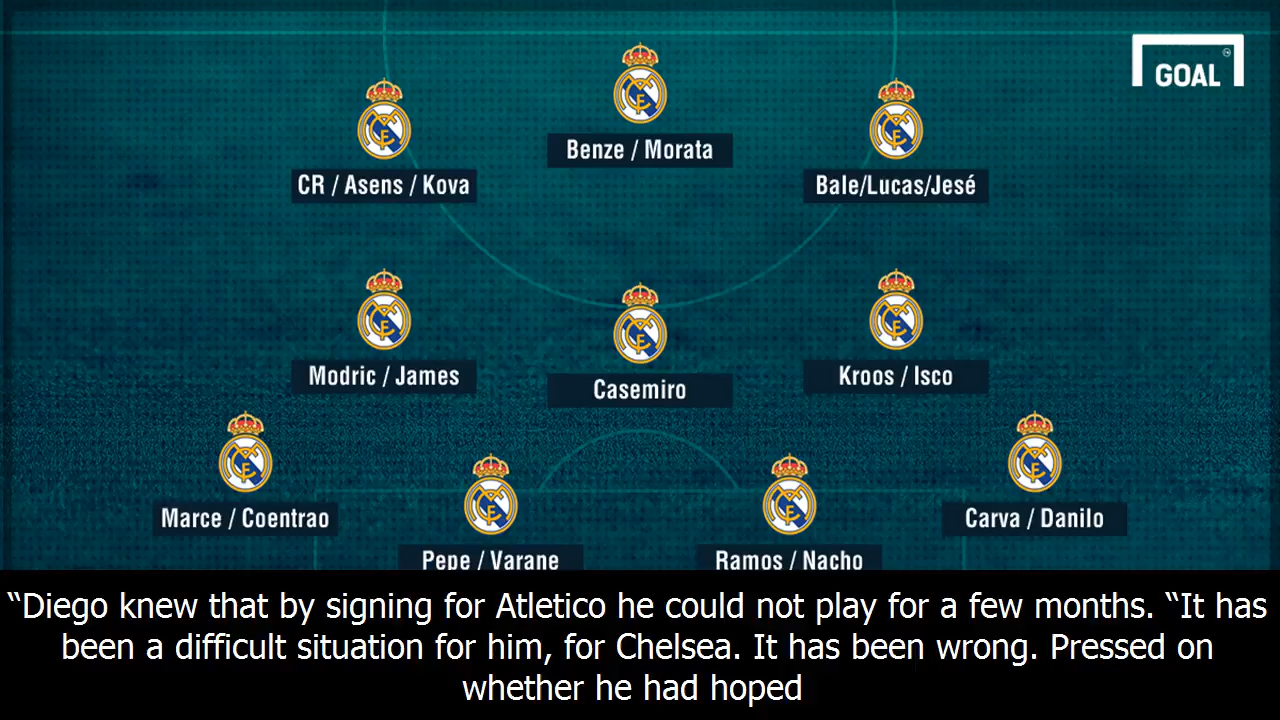 GOAL
Benze / Morata
CR / Asens / Kova
Bale/Lucas/Jesé
Modric / James
Casemiro
Kroos / Isco
Marce / Coentrao
Carva / Danilo
Pepe / Varane
Ramos / Nacho
“Diego knew that by signing for Atletico he could not play for a few months. “It has
been a difficult situation for him, for Chelsea. It has been wrong. Pressed on
whether he had hoped